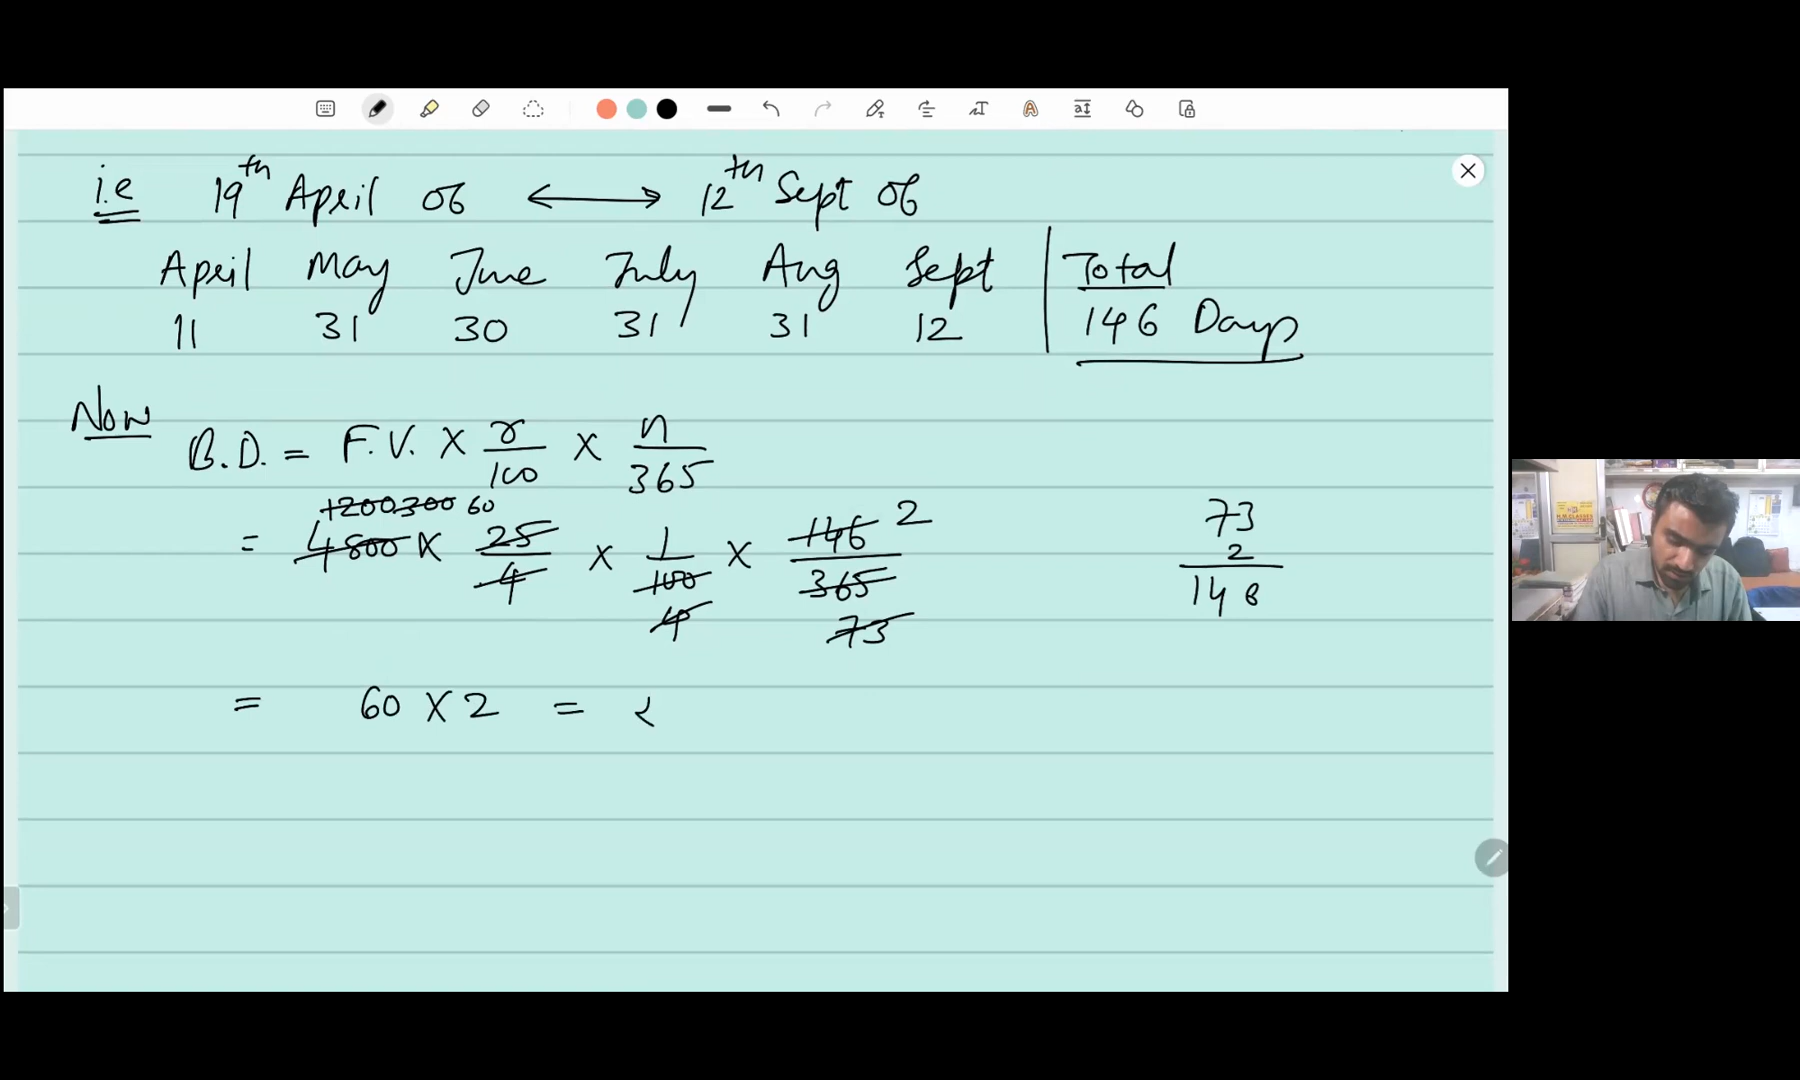 i.e 19th April 06 ⟷ 12th Sept 06
April May June July Aug Sept | Total
11 31 30 31 31 12 | 146 Days
Now B.D. = F.V. × r/100 × n/365
1200 300 60
= 4800 × 25/4 × 1/100 × 146/365 2
4 73
73
2
146
= 60 × 2 =